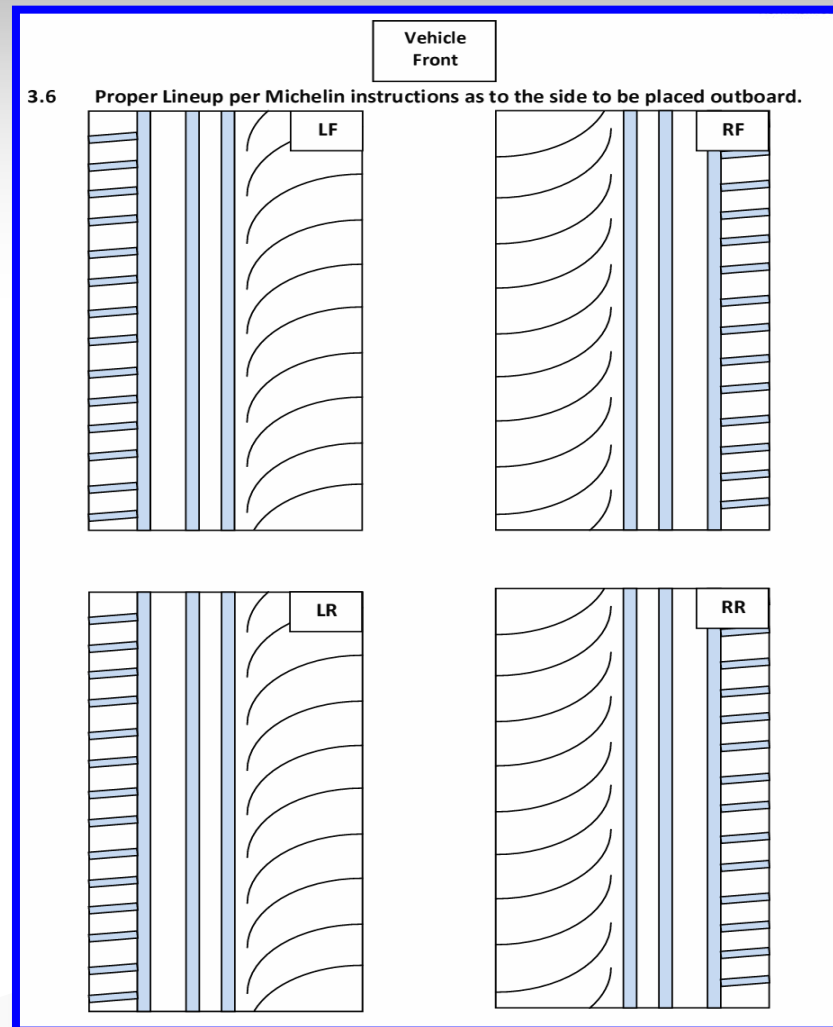 Vehicle
Front
3.6 Proper Lineup per Michelin instructions as to the side to be placed outboard.
LF
RF
LR
RR